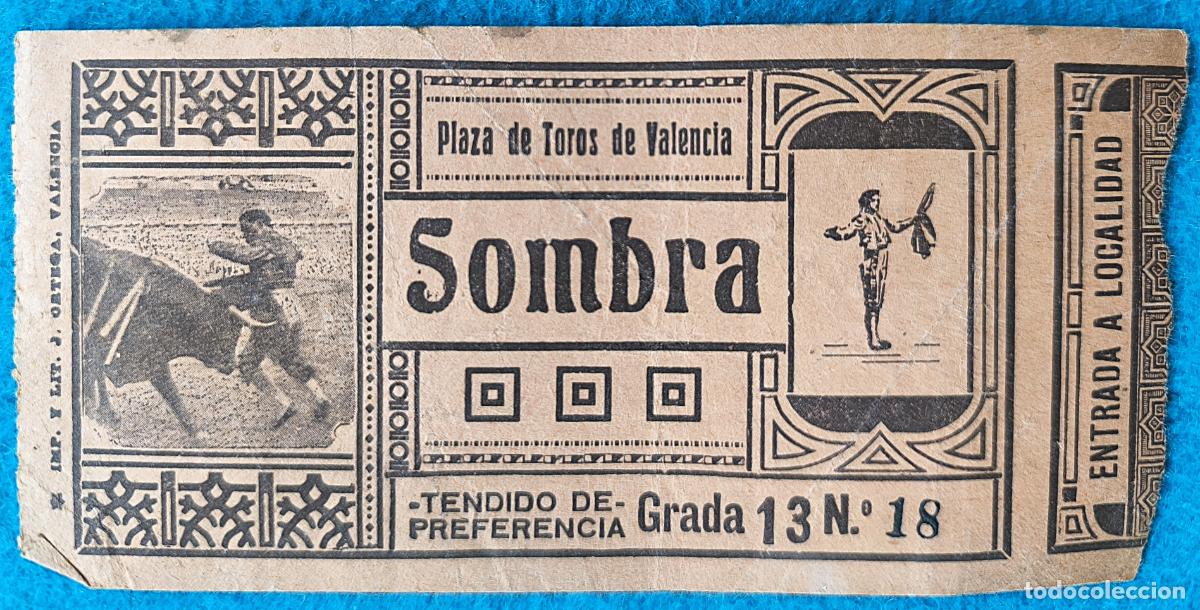 * IMP. Y LIT. J. ORTEGA, VALENCIA
Plaza de Toros de Valencia
Sombra
-TENDIDO DE-
PREFERENCIA Grada 13 N.º 18
ENTRADA A LOCALIDAD
todocoleccion